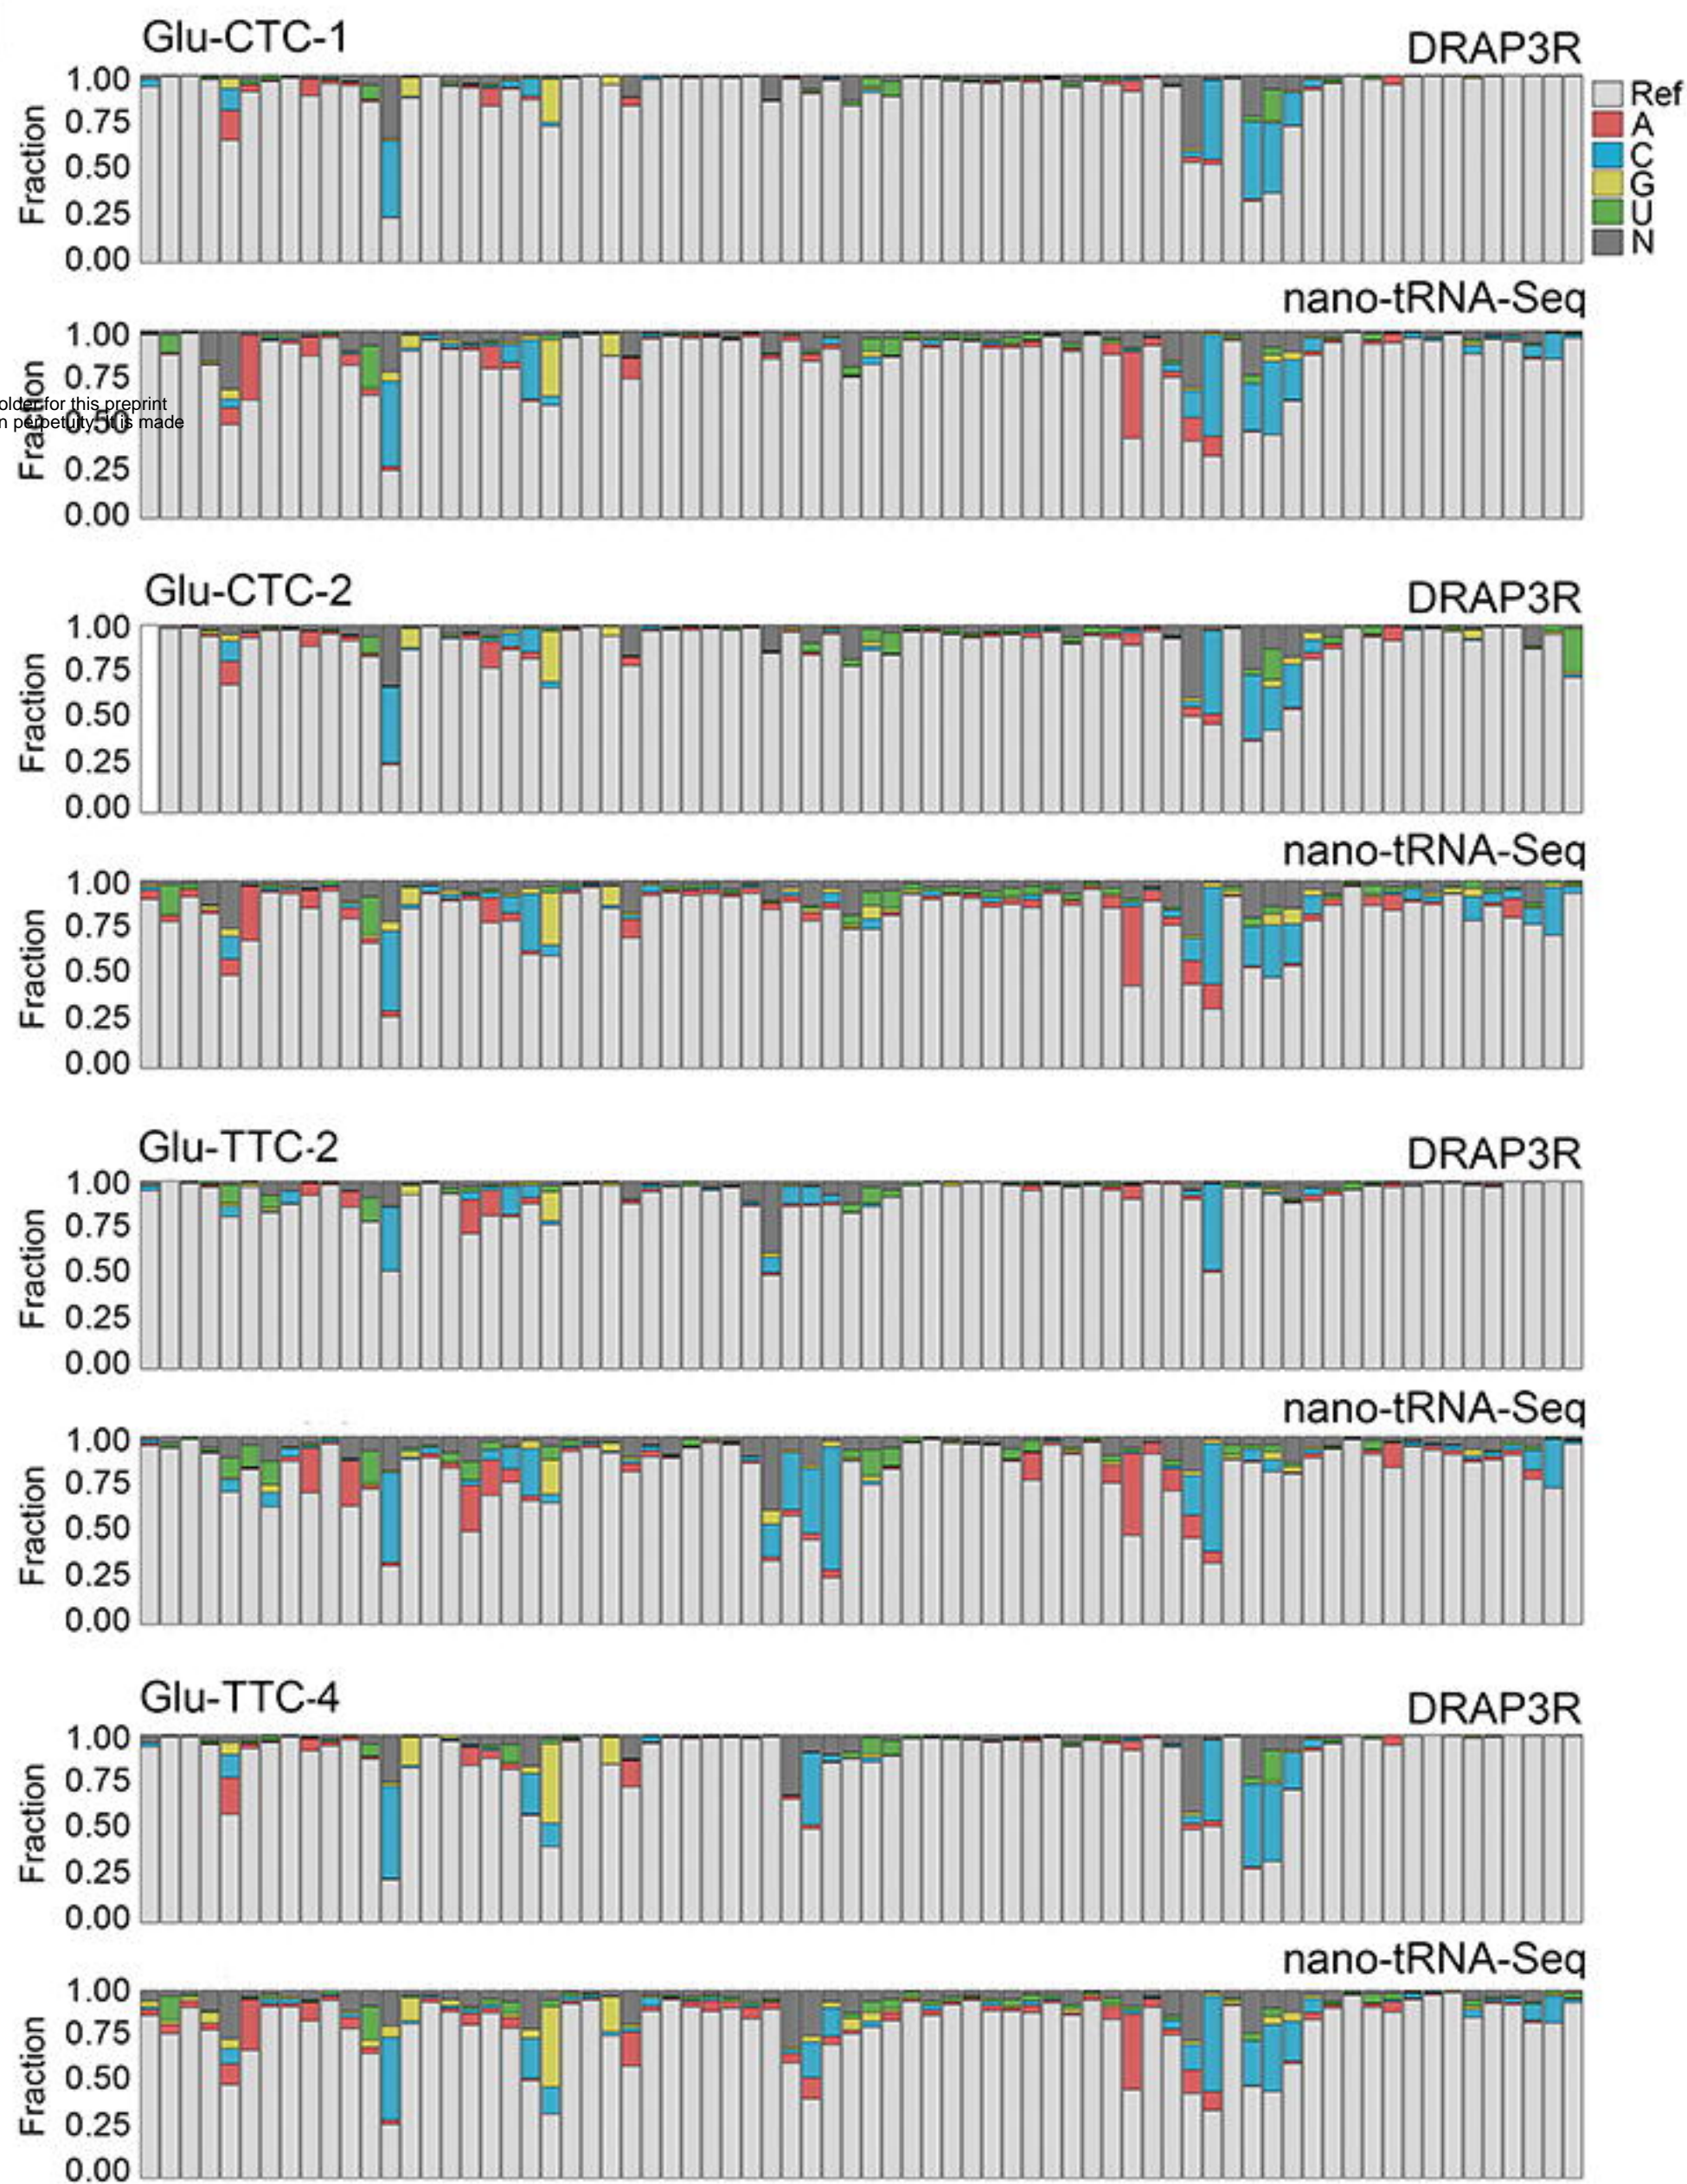 Glu-CTC-1
DRAP3R
1.00
0.75
0.50
0.25
0.00
Fraction
Ref
A
C
G
U
N
nano-tRNA-Seq
1.00
0.75
0.50
0.25
0.00
Fraction
older for this preprint
n perpetuity. It is made
Glu-CTC-2
DRAP3R
1.00
0.75
0.50
0.25
0.00
Fraction
nano-tRNA-Seq
1.00
0.75
0.50
0.25
0.00
Fraction
Glu-TTC-2
DRAP3R
1.00
0.75
0.50
0.25
0.00
Fraction
nano-tRNA-Seq
1.00
0.75
0.50
0.25
0.00
Fraction
Glu-TTC-4
DRAP3R
1.00
0.75
0.50
0.25
0.00
Fraction
nano-tRNA-Seq
1.00
0.75
0.50
0.25
0.00
Fraction